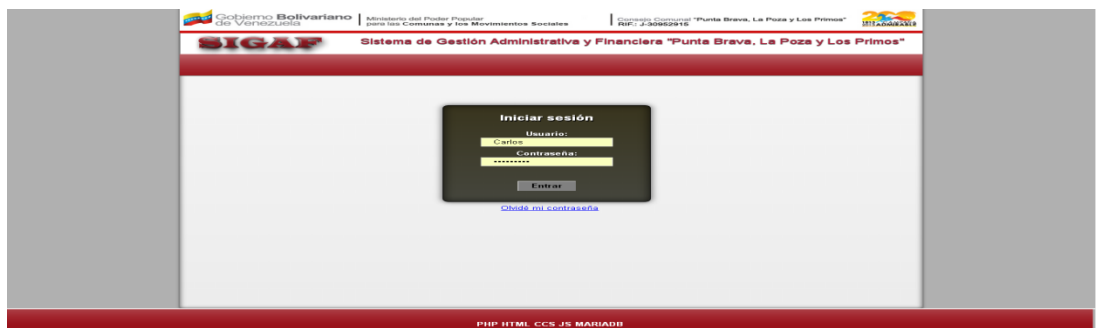 Gobierno Bolivariano
de Venezuela
Ministerio del Poder Popular
para las Comunas y los Movimientos Sociales
Consejo Comunal "Punta Brava, La Poza y Los Primos"
RIF.: J-30952915
200
SIGAF
Sistema de Gestión Administrativa y Financiera "Punta Brava, La Poza y Los Primos"
Iniciar sesión
Usuario:
Carlos
Contraseña:
•••••••••
Entrar
Olvidé mi contraseña
PHP HTML CCS JS MARIADB